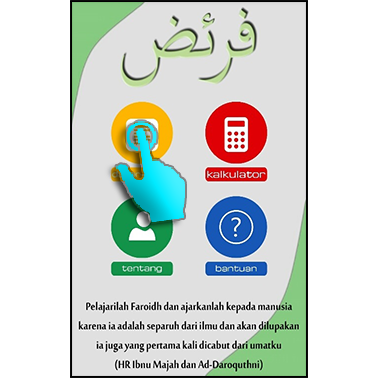 فرئض
kalkulator
?
tentang bantuan
Pelajarilah Faroidh dan ajarkanlah kepada manusia
karena ia adalah separuh dari ilmu dan akan dilupakan
ia juga yang pertama kali dicabut dari umatku
(HR Ibnu Majah dan Ad-Daroquthni)